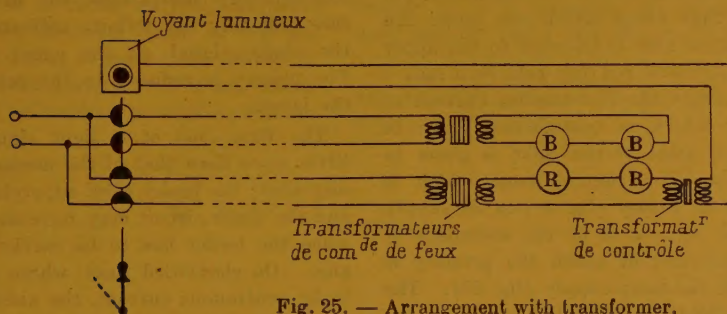 Voyant lumineux
B B
R R
Transformateurs
de com^de de feux
Transformat^r
de contrôle
Fig. 25. — Arrangement with transformer.